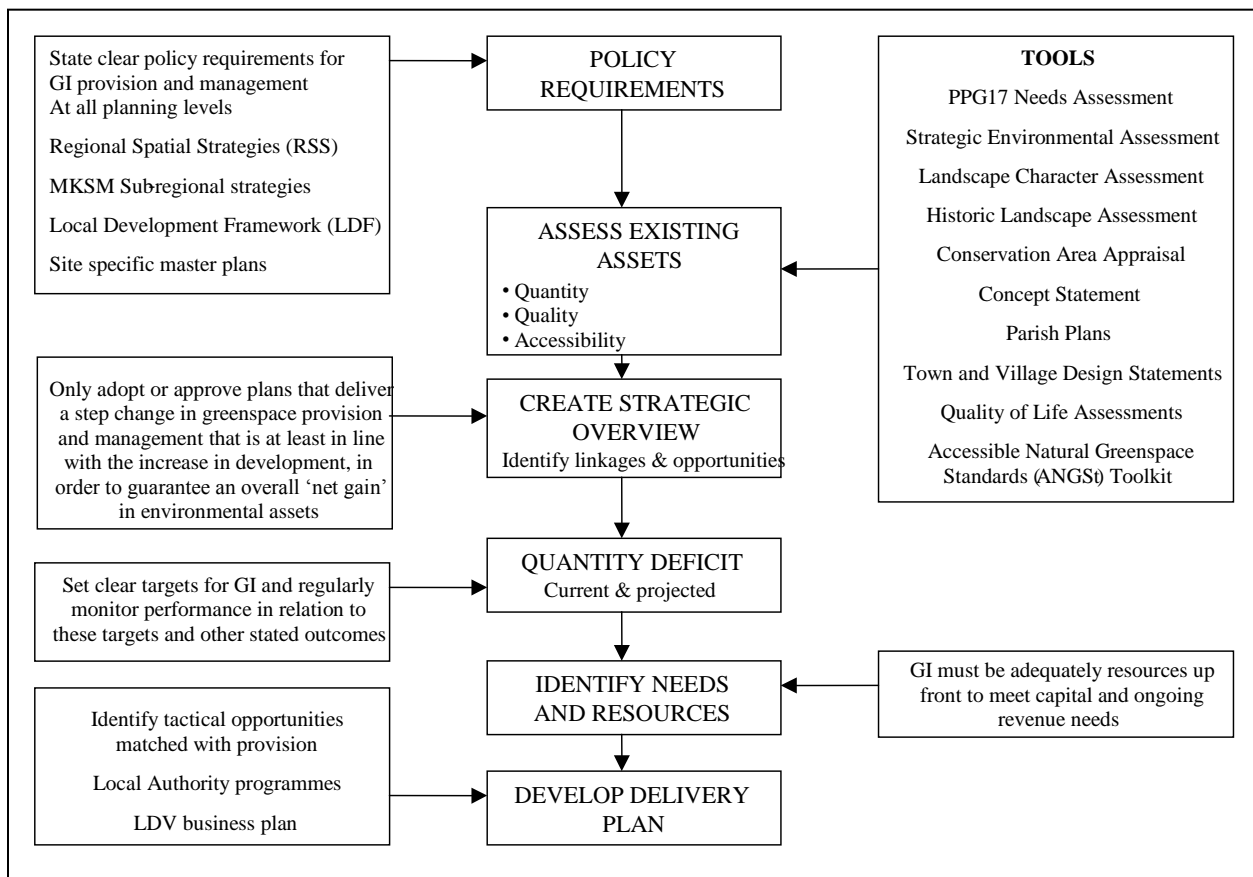 State clear policy requirements for
GI provision and management
At all planning levels
Regional Spatial Strategies (RSS)
MKSM Sub-regional strategies
Local Development Framework (LDF)
Site specific master plans
POLICY
REQUIREMENTS
TOOLS
PPG17 Needs Assessment
Strategic Environmental Assessment
Landscape Character Assessment
Historic Landscape Assessment
Conservation Area Appraisal
Concept Statement
Parish Plans
Town and Village Design Statements
Quality of Life Assessments
Accessible Natural Greenspace
Standards (ANGSt) Toolkit
ASSESS EXISTING
ASSETS
• Quantity
• Quality
• Accessibility
Only adopt or approve plans that deliver
a step change in greenspace provision
and management that is at least in line
with the increase in development, in
order to guarantee an overall ‘net gain’
in environmental assets
CREATE STRATEGIC
OVERVIEW
Identify linkages & opportunities
Set clear targets for GI and regularly
monitor performance in relation to
these targets and other stated outcomes
QUANTITY DEFICIT
Current & projected
IDENTIFY NEEDS
AND RESOURCES
GI must be adequately resources up
front to meet capital and ongoing
revenue needs
Identify tactical opportunities
matched with provision
Local Authority programmes
LDV business plan
DEVELOP DELIVERY
PLAN